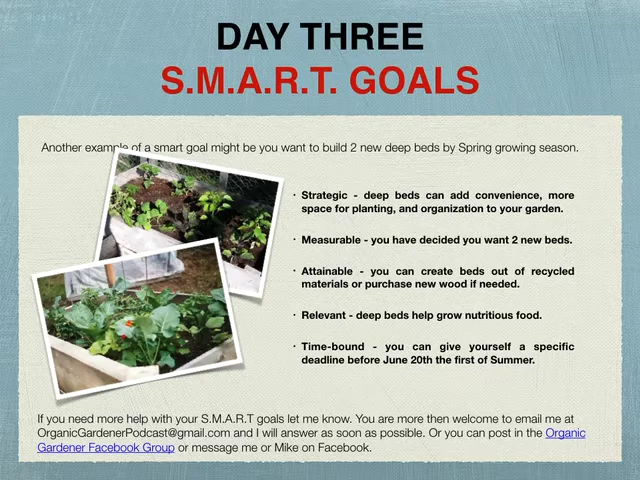 DAY THREE
S.M.A.R.T. GOALS
Another example of a smart goal might be you want to build 2 new deep beds by Spring growing season.
· Strategic - deep beds can add convenience, more
space for planting, and organization to your garden.
· Measurable - you have decided you want 2 new beds.
· Attainable - you can create beds out of recycled
materials or purchase new wood if needed.
· Relevant - deep beds help grow nutritious food.
· Time-bound - you can give yourself a specific
deadline before June 20th the first of Summer.
If you need more help with your S.M.A.R.T goals let me know. You are more then welcome to email me at
OrganicGardenerPodcast@gmail.com and I will answer as soon as possible. Or you can post in the Organic
Gardener Facebook Group or message me or Mike on Facebook.